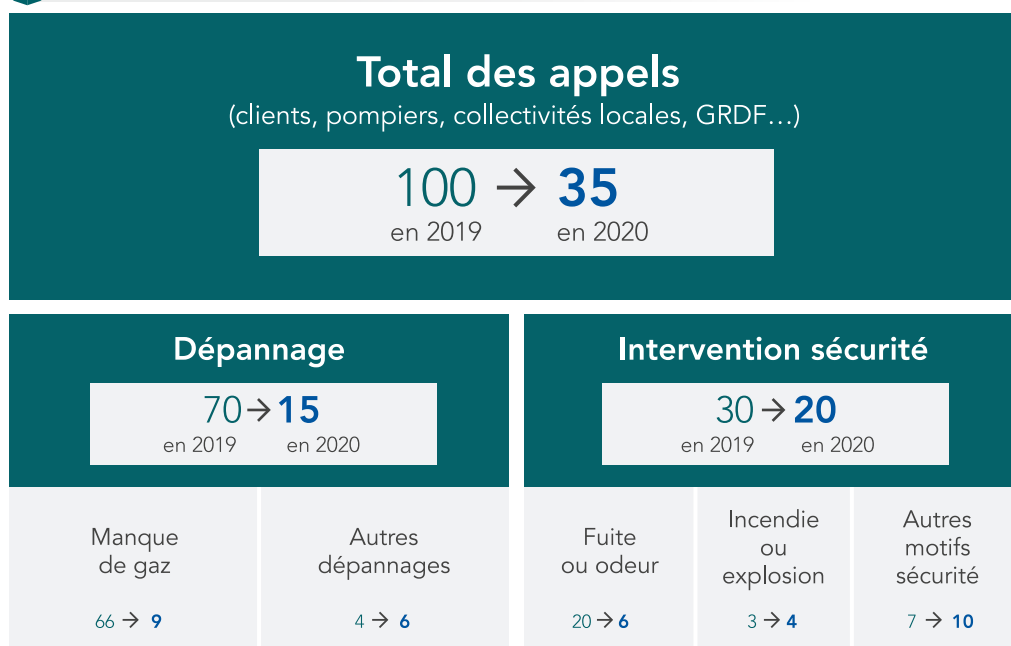 Total des appels
(clients, pompiers, collectivités locales, GRDF...)
100 → 35
en 2019 en 2020
Dépannage
70 → 15
en 2019 en 2020
Manque
de gaz
66 → 9
Autres
dépannages
4 → 6
Intervention sécurité
30 → 20
en 2019 en 2020
Fuite
ou odeur
20 → 6
Incendie
ou
explosion
3 → 4
Autres
motifs
sécurité
7 → 10